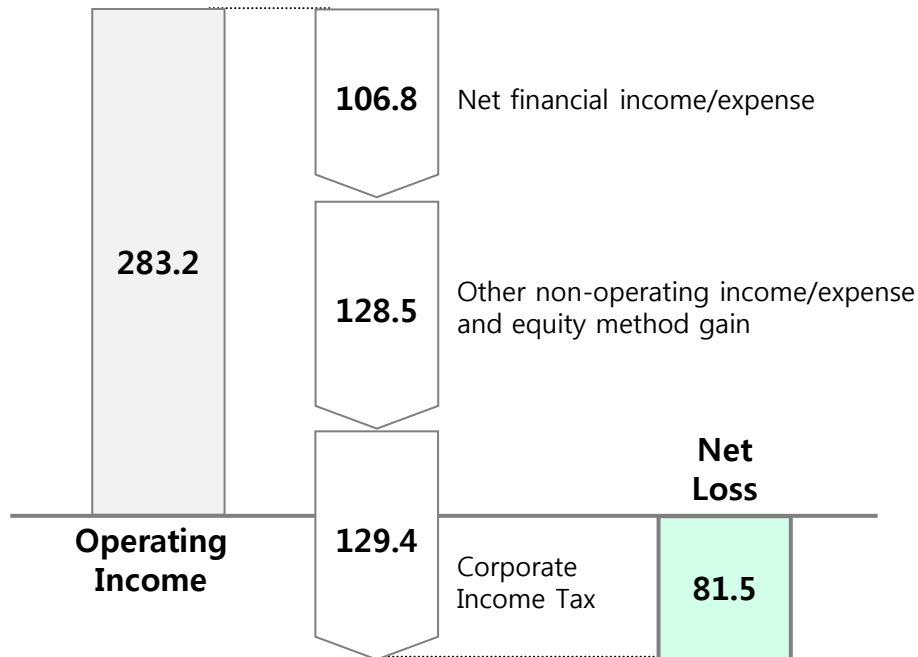 106.8
Net financial income/expense
283.2
128.5
Other non-operating income/expense
and equity method gain
Net
Loss
Operating
Income
129.4
Corporate
Income Tax
81.5